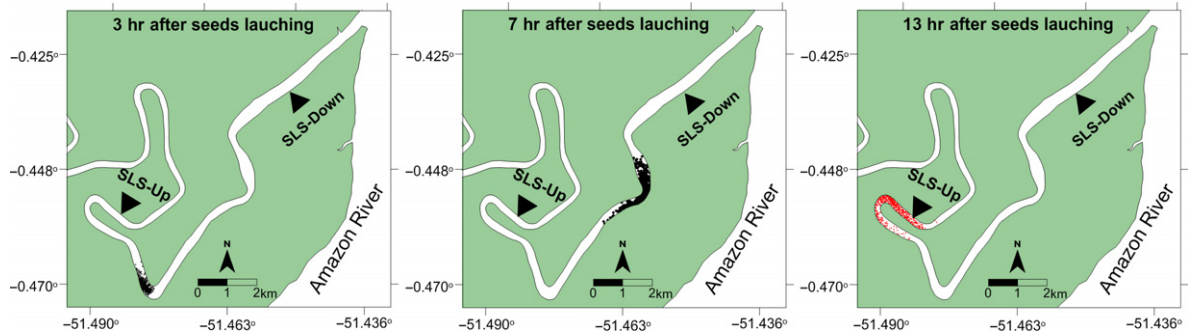 3 hr after seeds lauching
−0.425°
−0.448°
−0.470°
SLS-Down
SLS-Up
Amazon River
N
0 1 2km
−51.490° −51.463° −51.436°
7 hr after seeds lauching
−0.425°
−0.448°
−0.470°
SLS-Down
SLS-Up
Amazon River
N
0 1 2km
−51.490° −51.463° −51.436°
13 hr after seeds lauching
−0.425°
−0.448°
−0.470°
SLS-Down
SLS-Up
Amazon River
N
0 1 2km
−51.490° −51.463° −51.436°